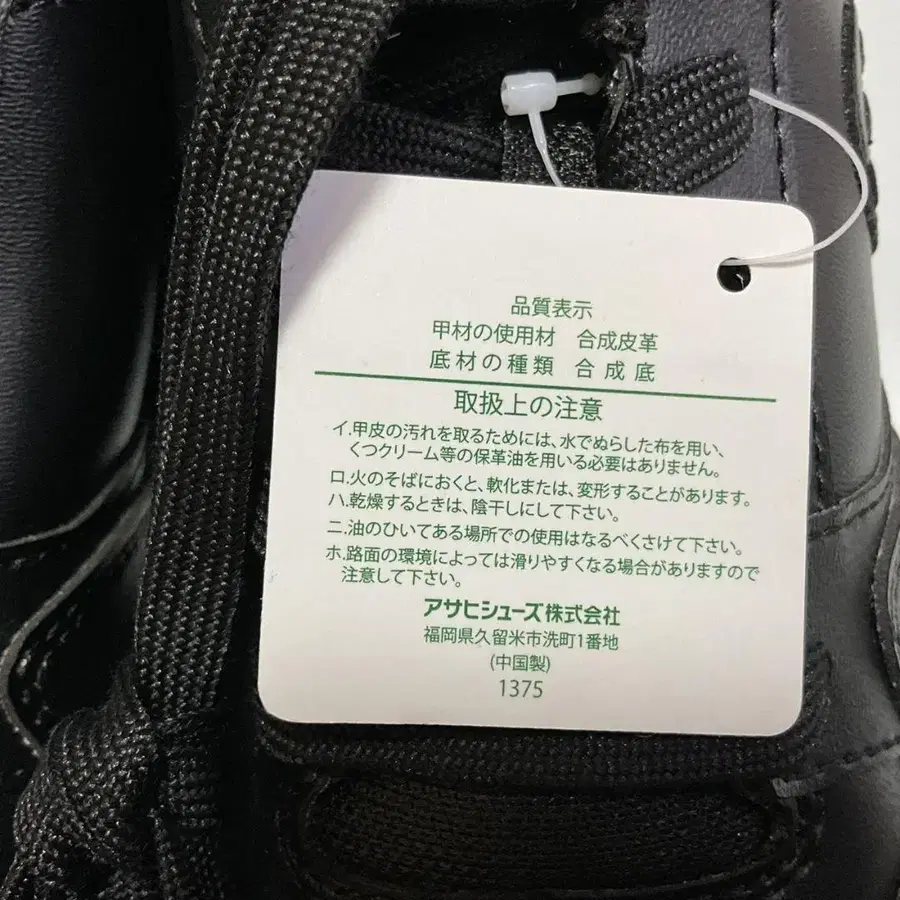 品質表示
甲材の使用材 合成皮革
底材の種類 合成底
取扱上の注意
イ.甲皮の汚れを取るためには、水でぬらした布を用い、
くつクリーム等の保革油を用いる必要はありません。
ロ.火のそばにおくと、軟化または、変形することがあります。
ハ.乾燥するときは、陰干しにして下さい。
ニ.油のひいてある場所での使用はなるべくさけて下さい。
ホ.路面の環境によっては滑りやすくなる場合がありますので
注意して下さい。
アサヒシューズ株式会社
福岡県久留米市洗町1番地
(中国製)
1375